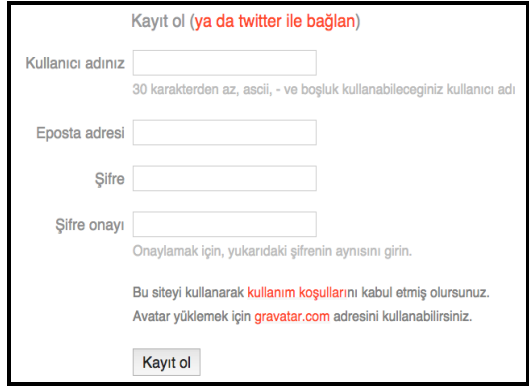 Kayıt ol (ya da twitter ile bağlan)
Kullanıcı adınız
30 karakterden az, ascii, - ve boşluk kullanabileceginiz kullanıcı adı
Eposta adresi
Şifre
Şifre onayı
Onaylamak için, yukarıdaki şifrenin aynısını girin.
Bu siteyi kullanarak kullanım koşullarını kabul etmiş olursunuz.
Avatar yüklemek için gravatar.com adresini kullanabilirsiniz.
Kayıt ol